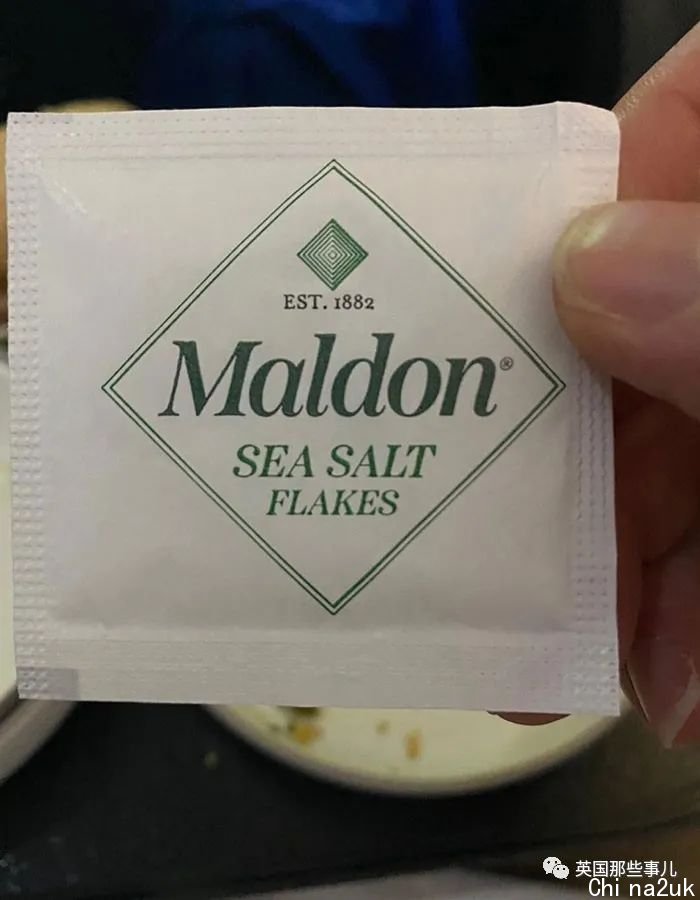 EST. 1882
Maldon®
SEA SALT
FLAKES
英国那些事儿
Chi na2uk